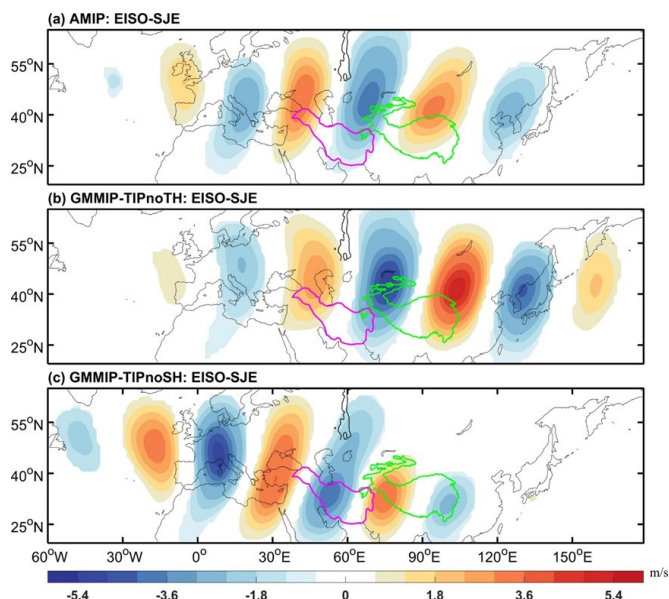 (a) AMIP: EISO-SJE
55°N
40°N
25°N
(b) GMMIP-TIPnoTH: EISO-SJE
55°N
40°N
25°N
(c) GMMIP-TIPnoSH: EISO-SJE
55°N
40°N
25°N
60°W 30°W 0° 30°E 60°E 90°E 120°E 150°E
m/s
-5.4 -3.6 -1.8 0 1.8 3.6 5.4